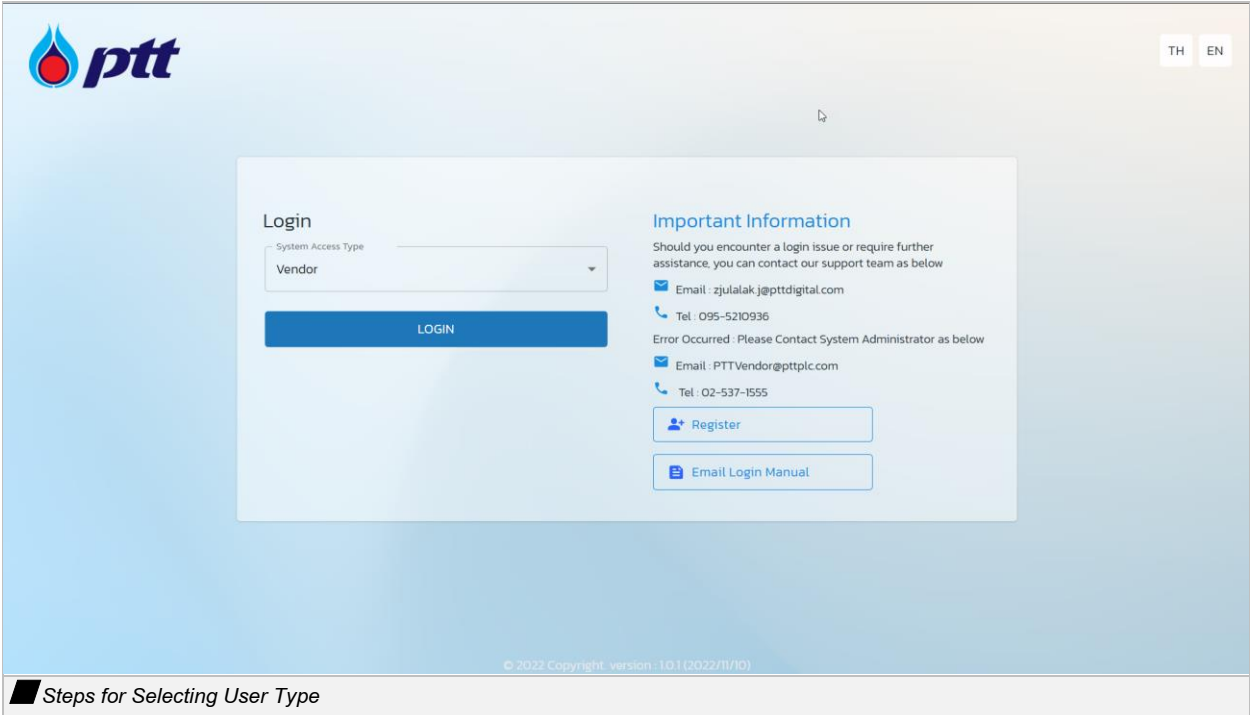 ptt
TH EN
Login
System Access Type
Vendor
LOGIN
Important Information
Should you encounter a login issue or require further
assistance, you can contact our support team as below
Email : zjulalak.j@pttdigital.com
Tel : 095-5210936
Error Occurred : Please Contact System Administrator as below
Email : PTTVendor@pttplc.com
Tel : 02-537-1555
Register
Email Login Manual
© 2022 Copyright. version : 1.0.1 (2022/11/10)
Steps for Selecting User Type